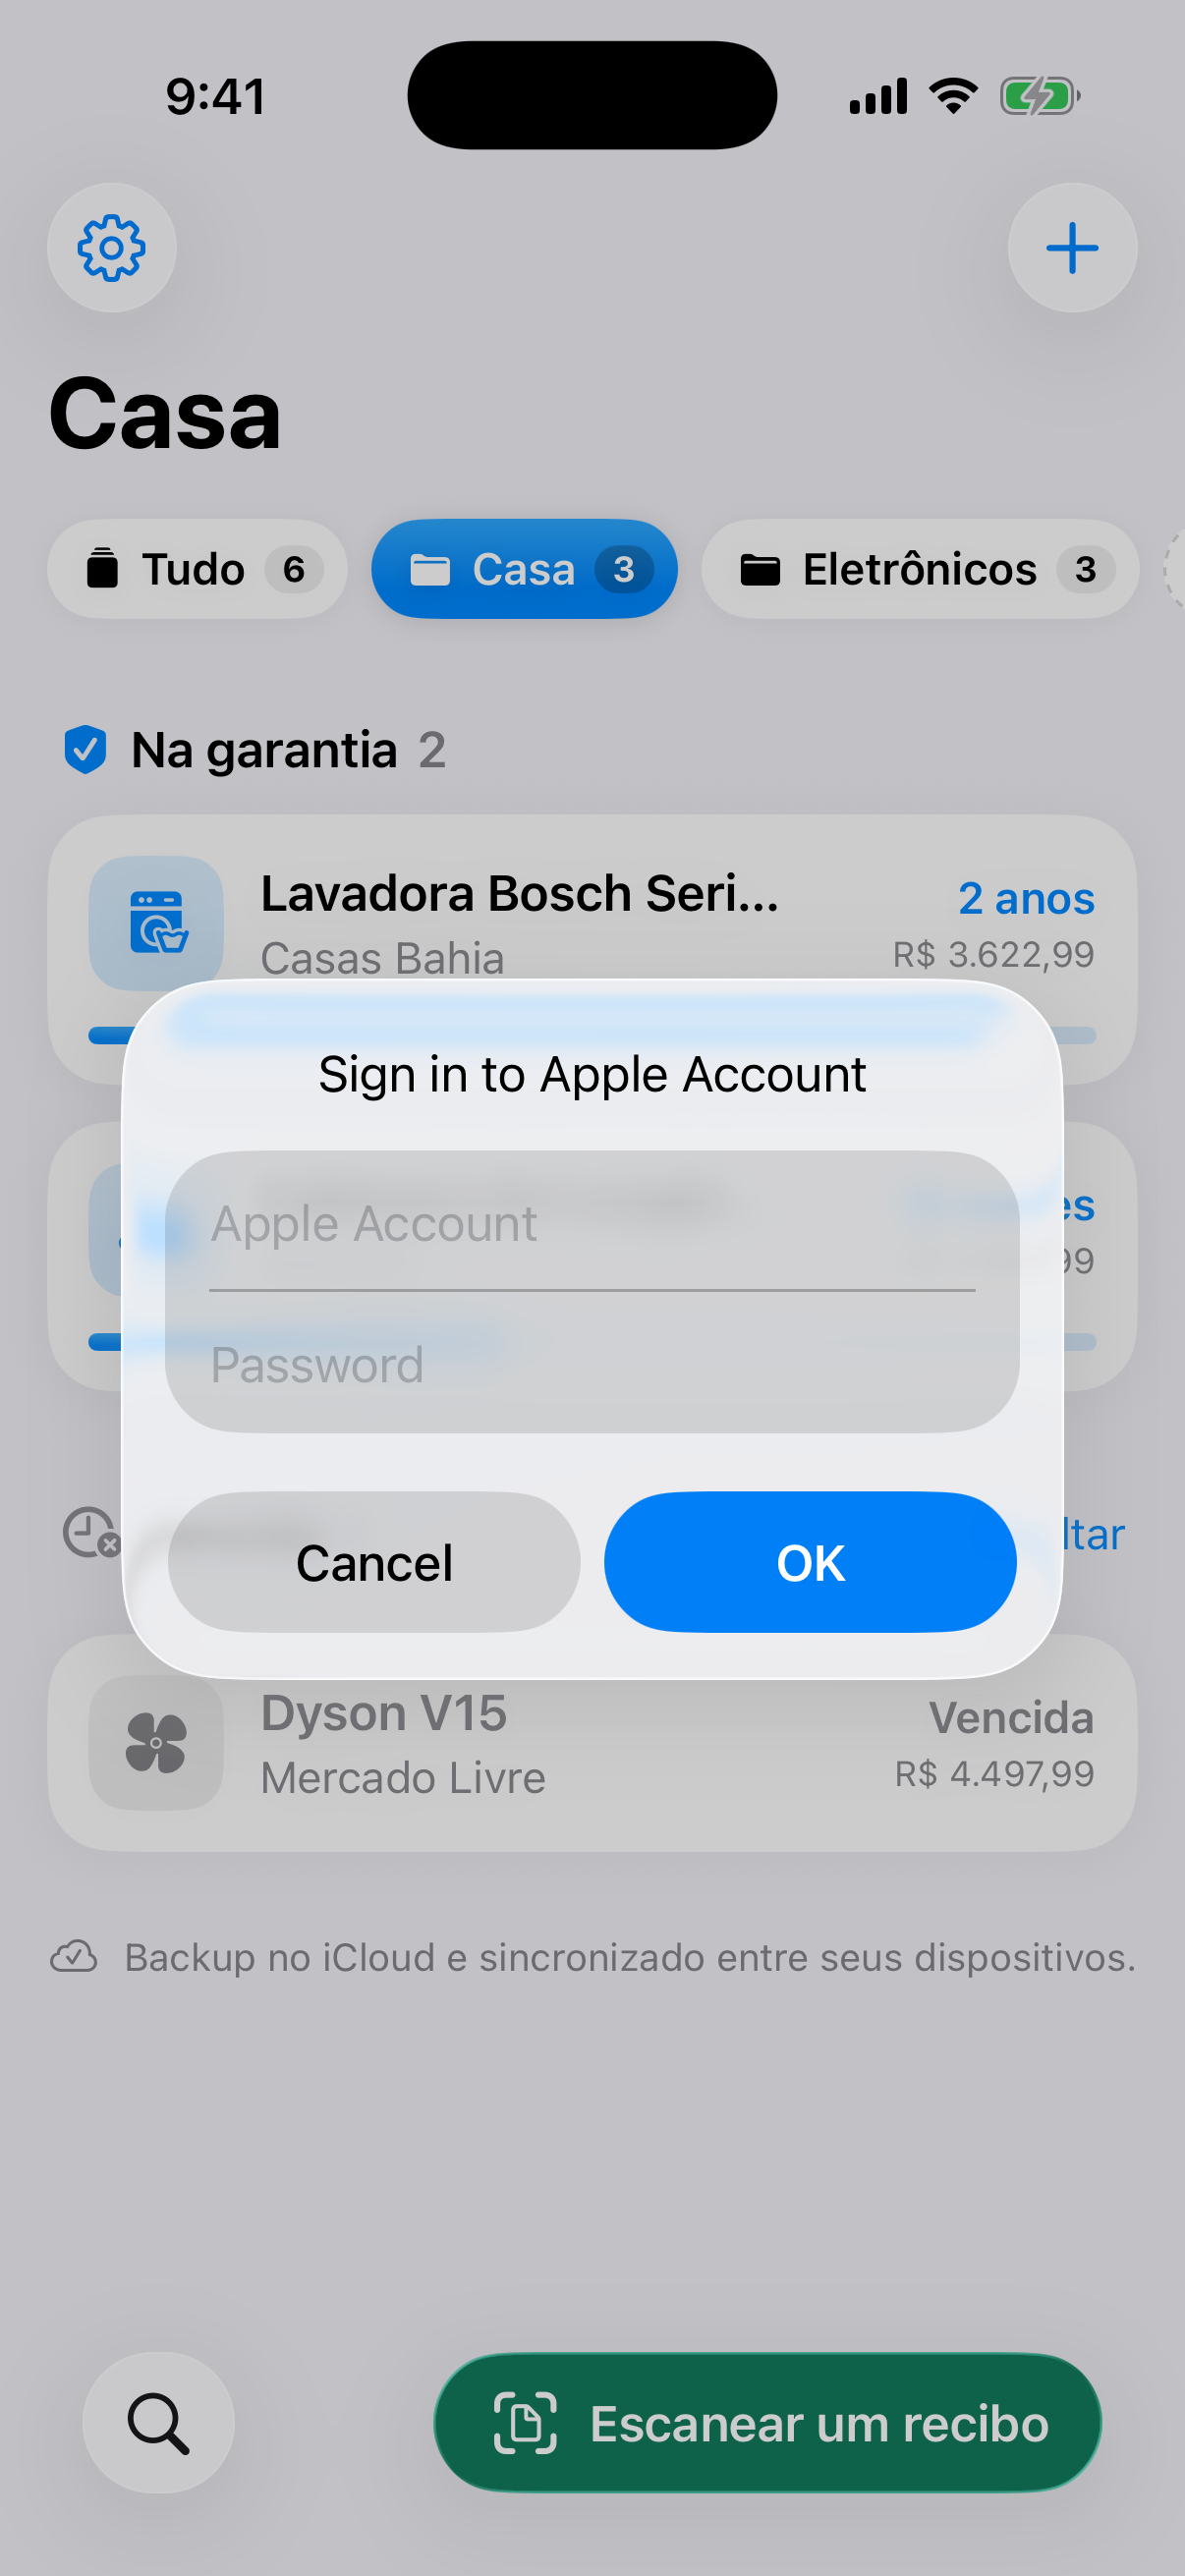 9:41
Casa
Tudo 6
Casa 3
Eletrônicos 3
Na garantia 2
Lavadora Bosch Seri...
2 anos
Casas Bahia
R$ 3.622,99
Sign in to Apple Account
Apple Account
Password
Cancel
OK
Dyson V15
Vencida
Mercado Livre
R$ 4.497,99
Backup no iCloud e sincronizado entre seus dispositivos.
Escanear um recibo